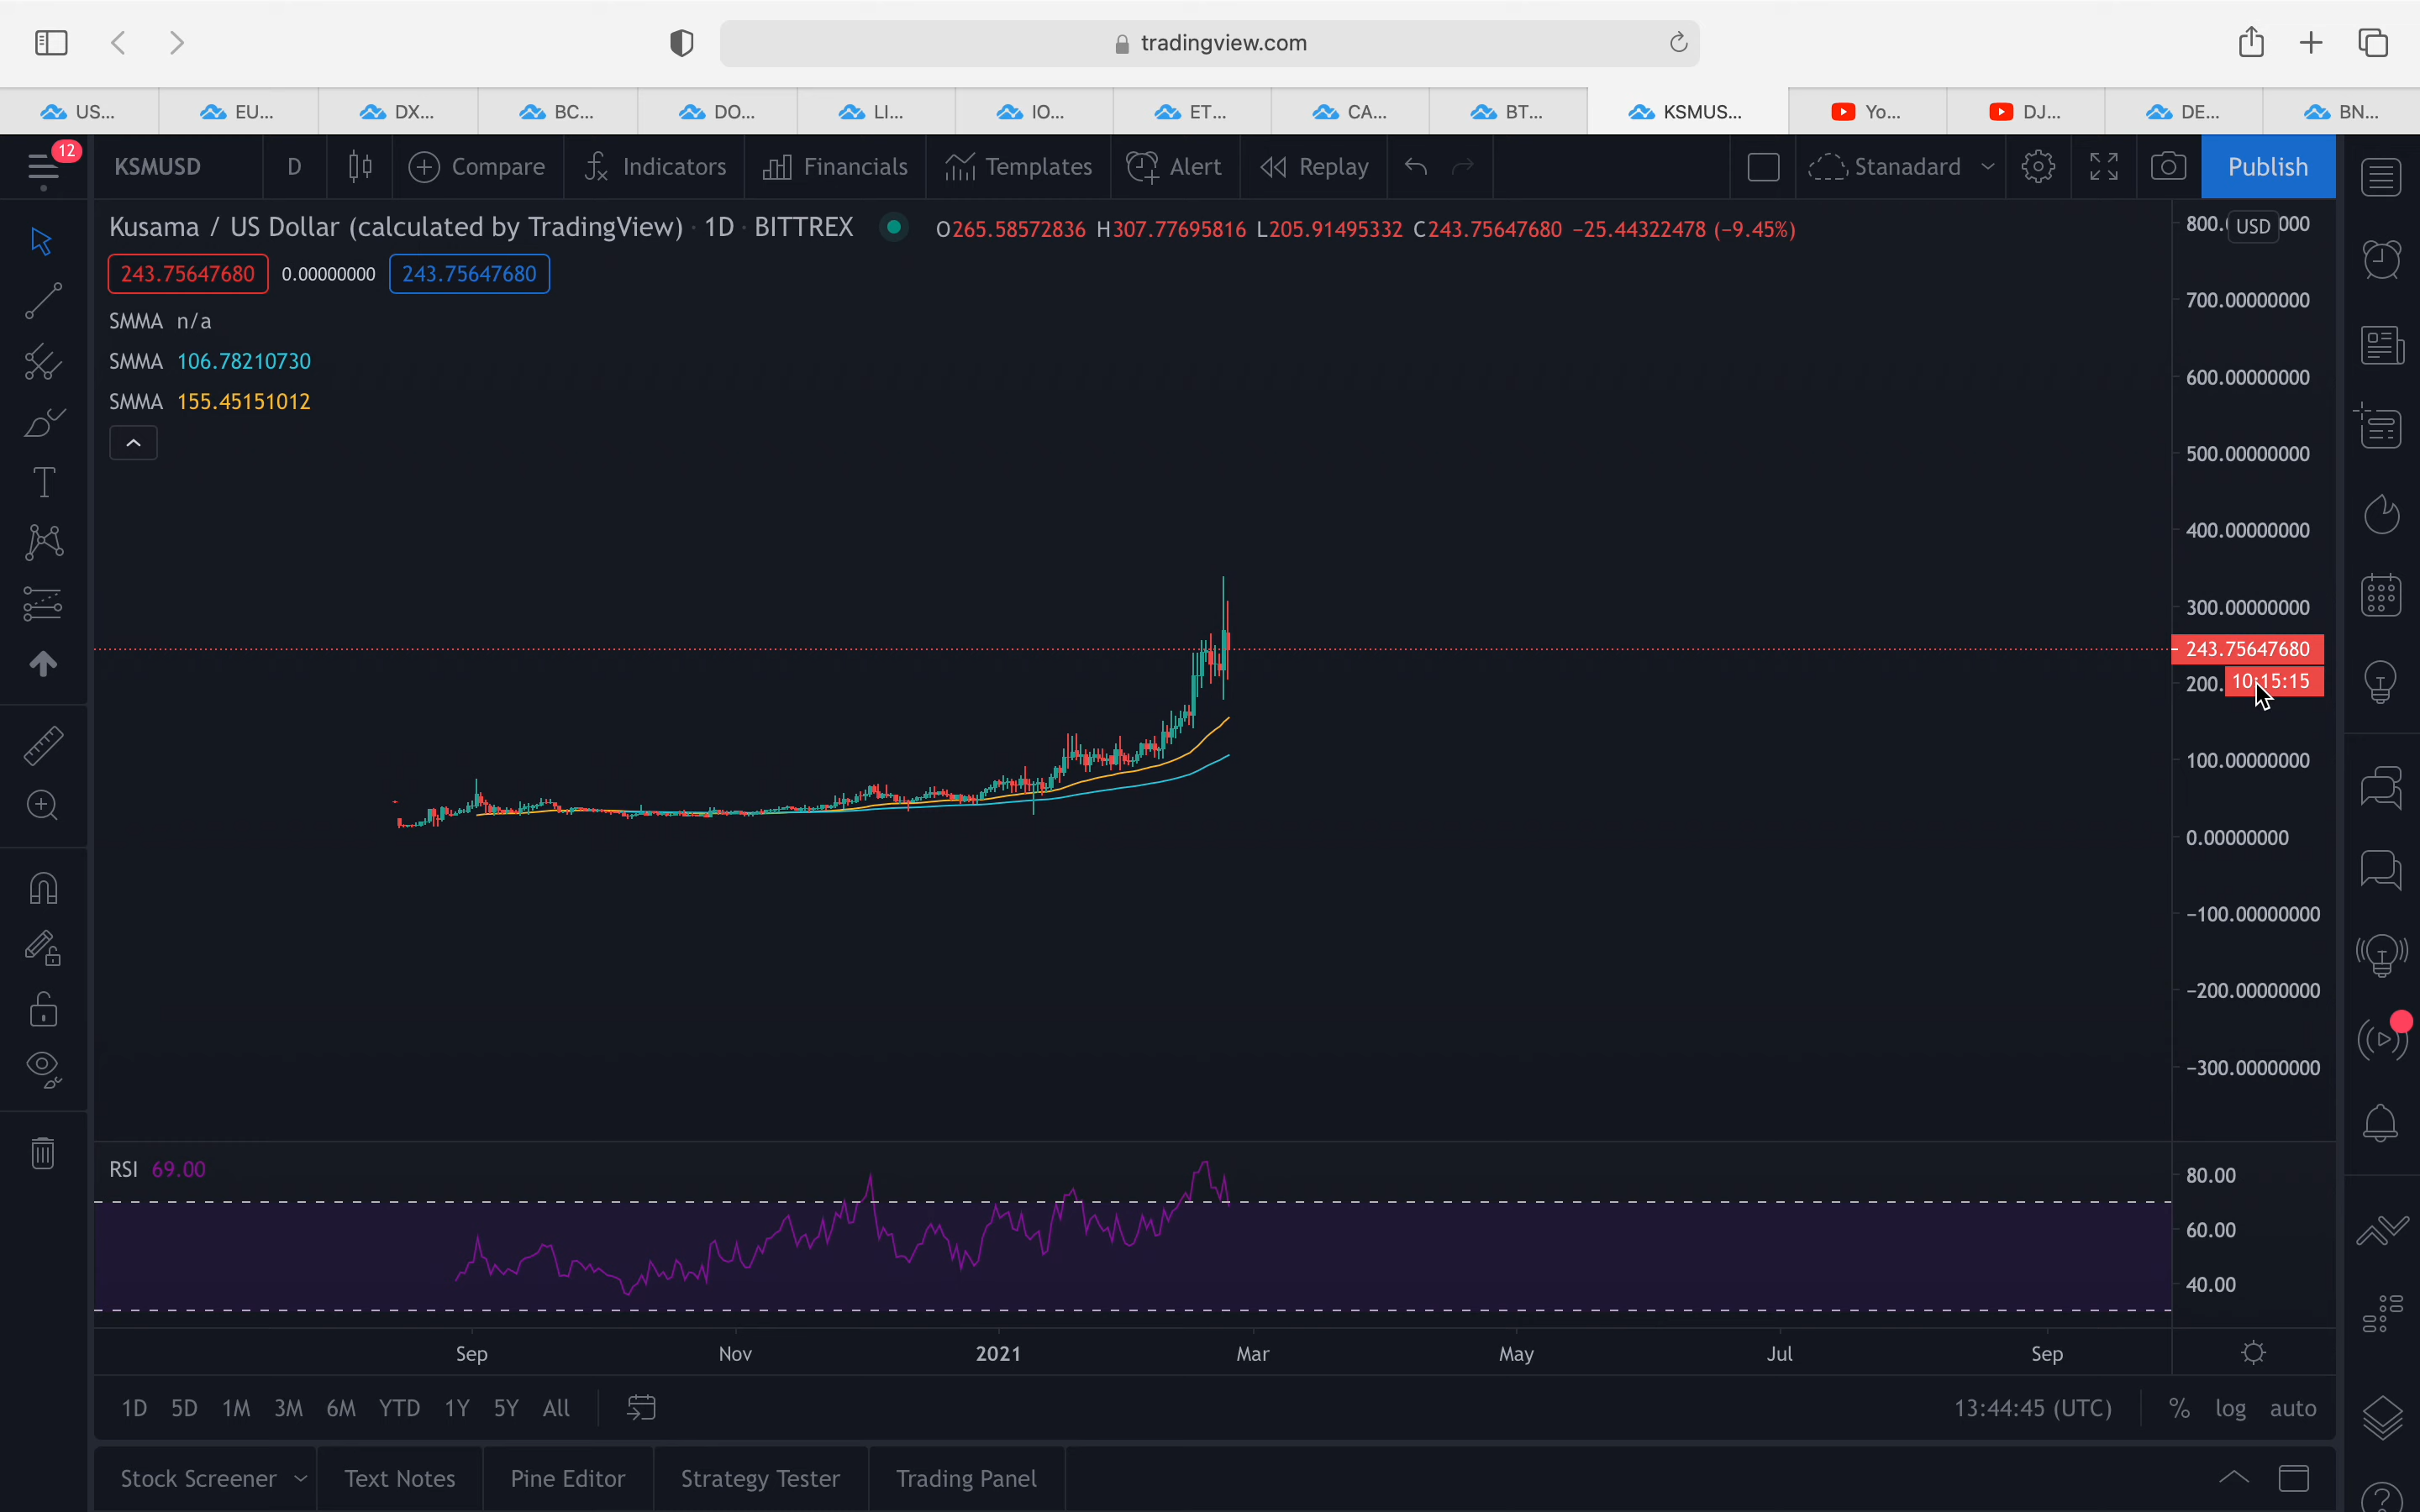 tradingview.com
US...
EU...
DX...
BC...
DO...
LI...
IO...
ET...
CA...
BT...
KSMUS...
Yo...
DJ...
DE...
BN...
12
KSMUSD
D
Compare
Indicators
Financials
Templates
Alert
Replay
Stanadard
Publish
Kusama / US Dollar (calculated by TradingView) · 1D · BITTREX
O265.58572836 H307.77695816 L205.91495332 C243.75647680 −25.44322478 (−9.45%)
243.75647680 0.00000000 243.75647680
SMMA n/a
SMMA 106.78210730
SMMA 155.45151012
USD
700.00000000
600.00000000
500.00000000
400.00000000
300.00000000
243.75647680
10:15:15
100.00000000
0.00000000
−100.00000000
−200.00000000
−300.00000000
RSI 69.00
80.00
60.00
40.00
Sep
Nov
2021
Mar
May
Jul
Sep
1D 5D 1M 3M 6M YTD 1Y 5Y All
13:44:45 (UTC)
% log auto
Stock Screener
Text Notes
Pine Editor
Strategy Tester
Trading Panel